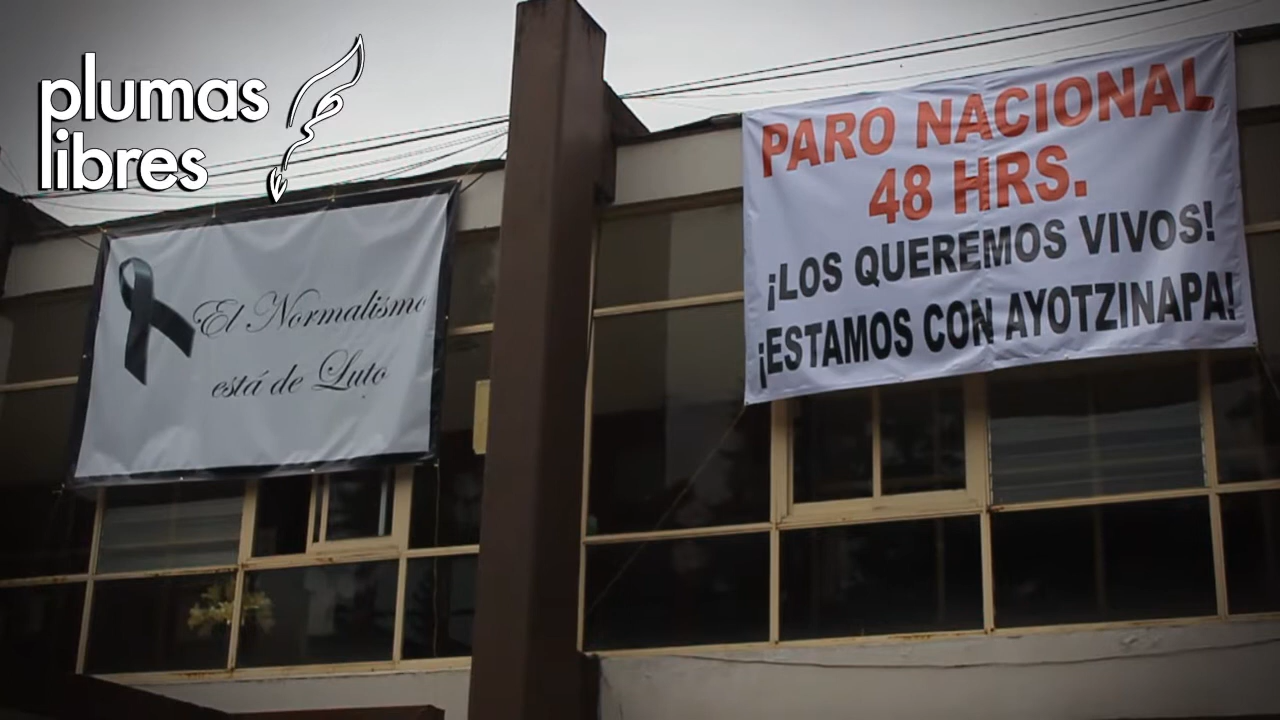 plumas
libres
El Normalismo
está de Luto
PARO NACIONAL
48 HRS.
¡LOS QUEREMOS VIVOS!
¡ESTAMOS CON AYOTZINAPA!